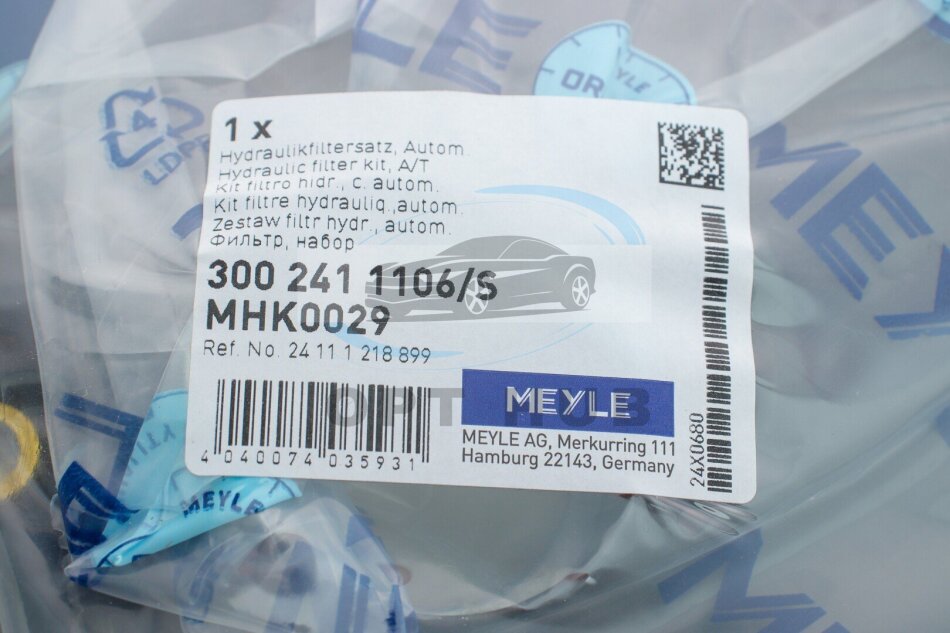 1 x
Hydraulikfiltersatz, Autom.
Hydraulic filter kit, A/T
Kit filtro hidr., c. autom.
Kit filtre hydrauliq.,autom.
Zestaw filtr hydr., autom.
Фильтр, набор
300 241 1106/S
MHK0029
Ref. No. 24 11 1 218 899
MEYLE
MEYLE AG, Merkurring 111
Hamburg 22143, Germany
4 040074 035931
24X0680
MEYLE